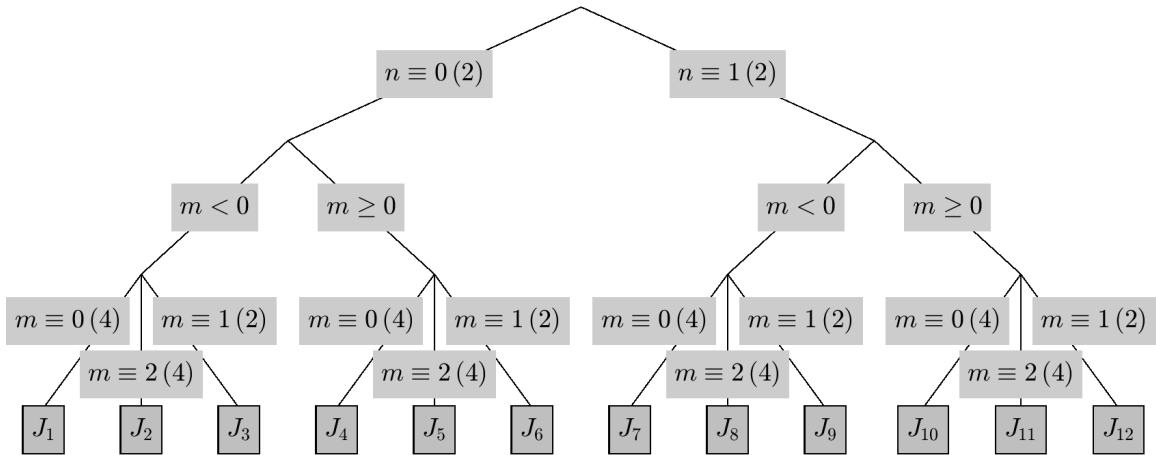 n ≡ 0 (2) n ≡ 1 (2)
m < 0 m ≥ 0 m < 0 m ≥ 0
m ≡ 0 (4) m ≡ 1 (2) m ≡ 0 (4) m ≡ 1 (2) m ≡ 0 (4) m ≡ 1 (2) m ≡ 0 (4) m ≡ 1 (2)
m ≡ 2 (4) m ≡ 2 (4) m ≡ 2 (4) m ≡ 2 (4)
J₁ J₂ J₃ J₄ J₅ J₆ J₇ J₈ J₉ J₁₀ J₁₁ J₁₂